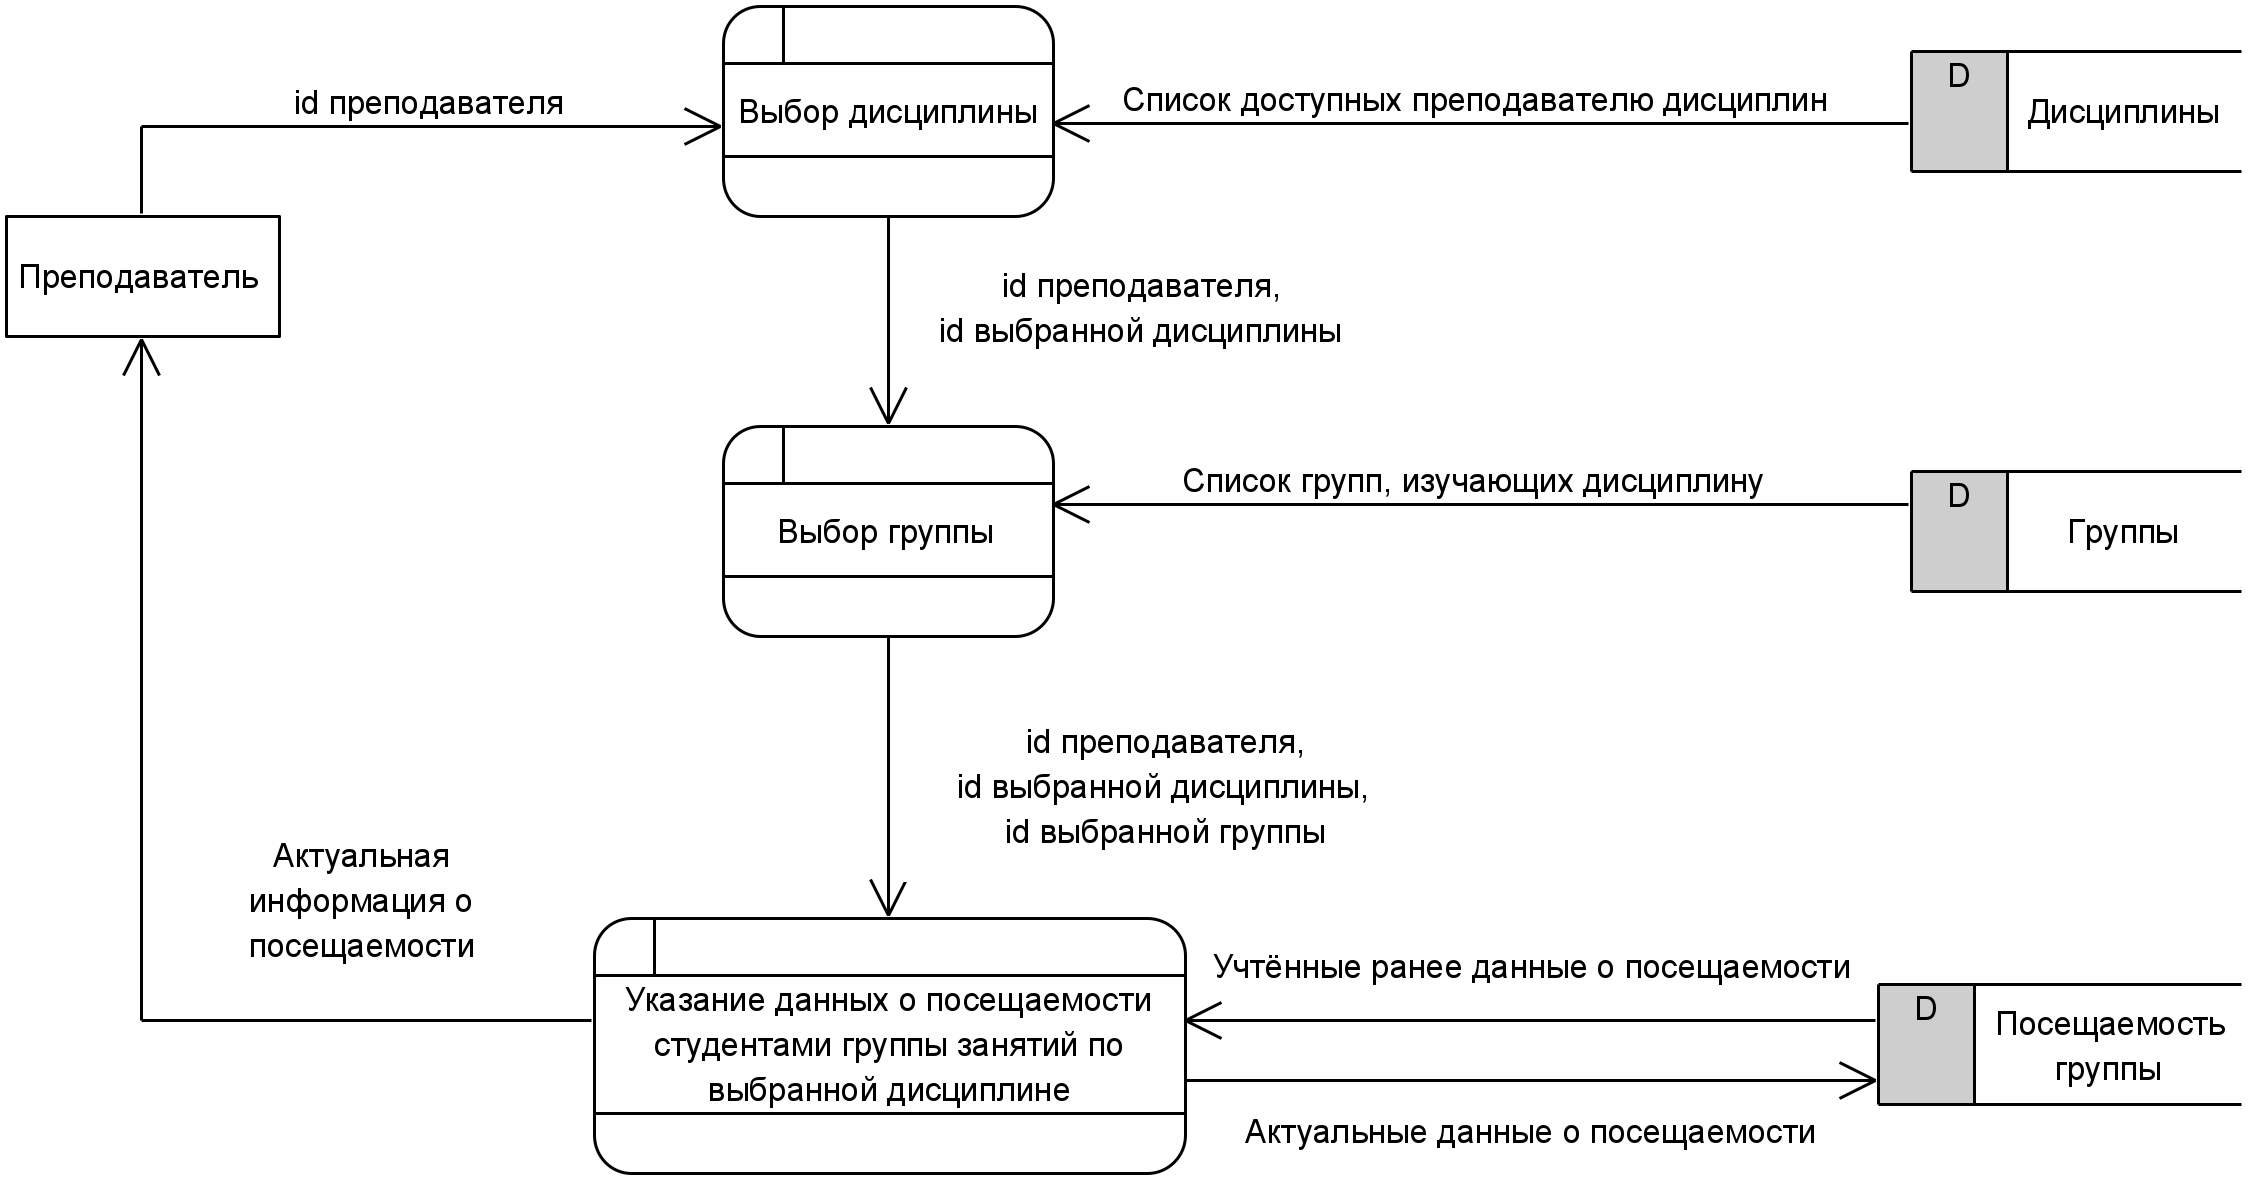 id преподавателя
Выбор дисциплины
Список доступных преподавателю дисциплин
D
Дисциплины
Преподаватель
id преподавателя,
id выбранной дисциплины
Выбор группы
Список групп, изучающих дисциплину
D
Группы
id преподавателя,
id выбранной дисциплины,
id выбранной группы
Актуальная
информация о
посещаемости
Указание данных о посещаемости
студентами группы занятий по
выбранной дисциплине
Учтённые ранее данные о посещаемости
D
Посещаемость
группы
Актуальные данные о посещаемости